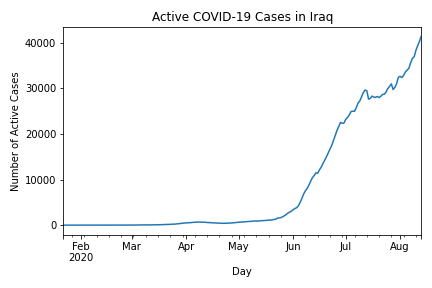 Active COVID-19 Cases in Iraq
40000
30000
20000
10000
0
Number of Active Cases
Feb Mar Apr May Jun Jul Aug
2020
Day